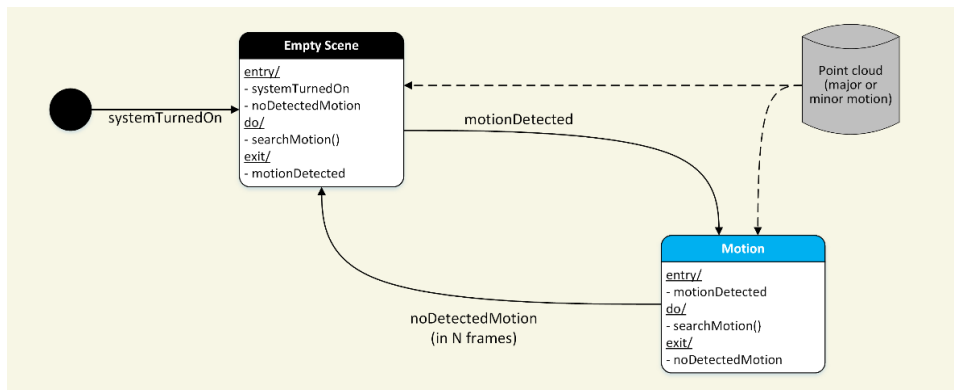 Empty Scene
entry/
- systemTurnedOn
- noDetectedMotion
do/
- searchMotion()
exit/
- motionDetected
systemTurnedOn
motionDetected
Point cloud
(major or
minor motion)
noDetectedMotion
(in N frames)
Motion
entry/
- motionDetected
do/
- searchMotion()
exit/
- noDetectedMotion